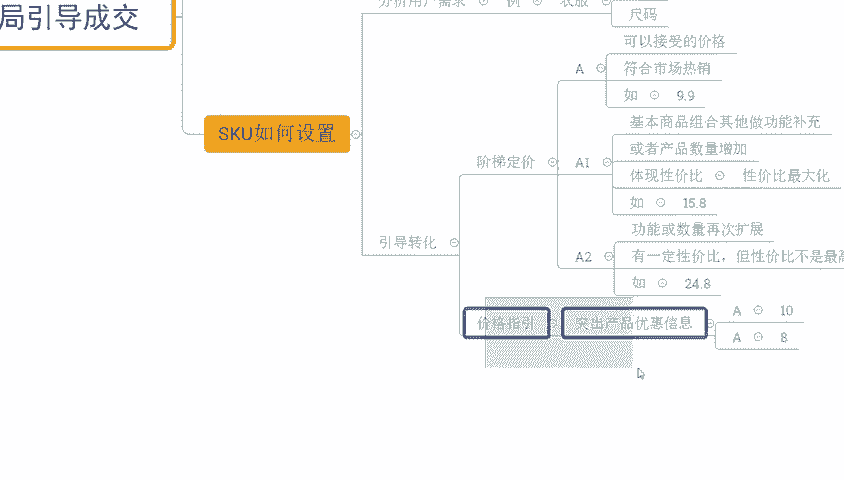 局引导成交
SKU如何设置
分析用户需求 例 衣服
尺码
引导转化
阶梯定价
A
可以接受的价格
符合市场热销
如 9.9
A1
基本商品组合其他做功能补充
或者产品数量增加
体现性价比 性价比最大化
如 15.8
A2
功能或数量再次扩展
有一定性价比，但性价比不是最高
如 24.8
价格指引 突出产品优惠信息
A 10
A 8